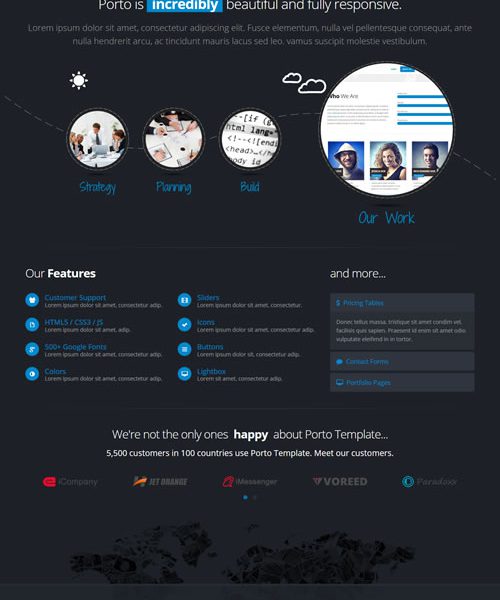 Porto is incredibly beautiful and fully responsive.
Lorem ipsum dolor sit amet, consectetur adipiscing elit. Fusce elementum, nulla vel pellentesque consequat, ante
nulla hendrerit arcu, ac tincidunt mauris lacus sed leo. vamus suscipit molestie vestibulum.
Who We Are
<!--[if (g
html lang=
<!--<![endi
<head>
Strategy
Planning
Build
Our Work
Our Features
and more...
Customer Support
Lorem ipsum dolor sit amet, consectetur adip.
Sliders
Lorem ipsum dolor sit amet, consectetur.
$ Pricing Tables
HTML5 / CSS3 / JS
Lorem ipsum dolor sit amet, adip.
Icons
Lorem ipsum dolor sit amet, consectetur adip.
Donec tellus massa, tristique sit amet condim vel,
facilisis quis sapien. Praesent id enim sit amet odio
vulputate eleifend in in tortor.
500+ Google Fonts
Lorem ipsum dolor sit amet, consectetur adip.
Buttons
Lorem ipsum dolor sit, consectetur adip.
Contact Forms
Colors
Lorem ipsum dolor sit amet, consectetur adip.
Lightbox
Lorem sit amet, consectetur adip.
Portfolio Pages
We're not the only ones happy about Porto Template...
5,500 customers in 100 countries use Porto Template. Meet our customers.
iCompany
JET ORANGE
iMessenger
VOREED
Paradoxx